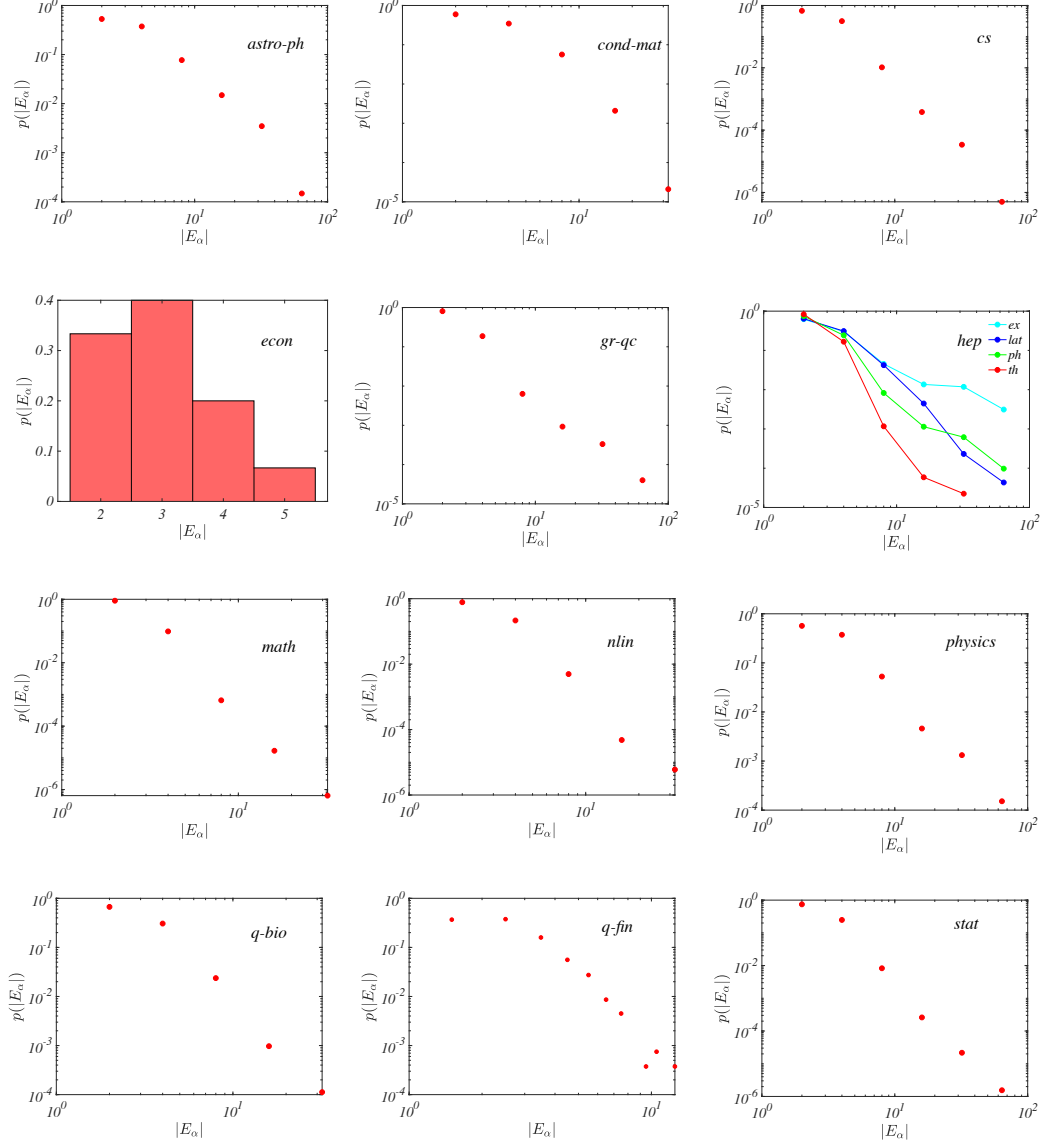 10^0
10^-1
10^-2
10^-3
10^-4
10^0
10^1
10^2
p(|E_α|)
|E_α|
astro-ph
10^0
10^-5
10^0
10^1
p(|E_α|)
|E_α|
cond-mat
10^0
10^-2
10^-4
10^-6
10^0
10^1
10^2
p(|E_α|)
|E_α|
cs
0.4
0.3
0.2
0.1
0
2
3
4
5
p(|E_α|)
|E_α|
econ
10^0
10^-5
10^0
10^1
10^2
p(|E_α|)
|E_α|
gr-qc
10^0
10^-5
10^0
10^1
10^2
p(|E_α|)
|E_α|
hep
ex
lat
ph
th
10^0
10^-2
10^-4
10^-6
10^0
10^1
p(|E_α|)
|E_α|
math
10^0
10^-2
10^-4
10^-6
10^0
10^1
p(|E_α|)
|E_α|
nlin
10^0
10^-1
10^-2
10^-3
10^-4
10^0
10^1
10^2
p(|E_α|)
|E_α|
physics
10^0
10^-1
10^-2
10^-3
10^-4
10^0
10^1
p(|E_α|)
|E_α|
q-bio
10^0
10^-1
10^-2
10^-3
10^-4
10^0
10^1
p(|E_α|)
|E_α|
q-fin
10^0
10^-2
10^-4
10^-6
10^0
10^1
10^2
p(|E_α|)
|E_α|
stat